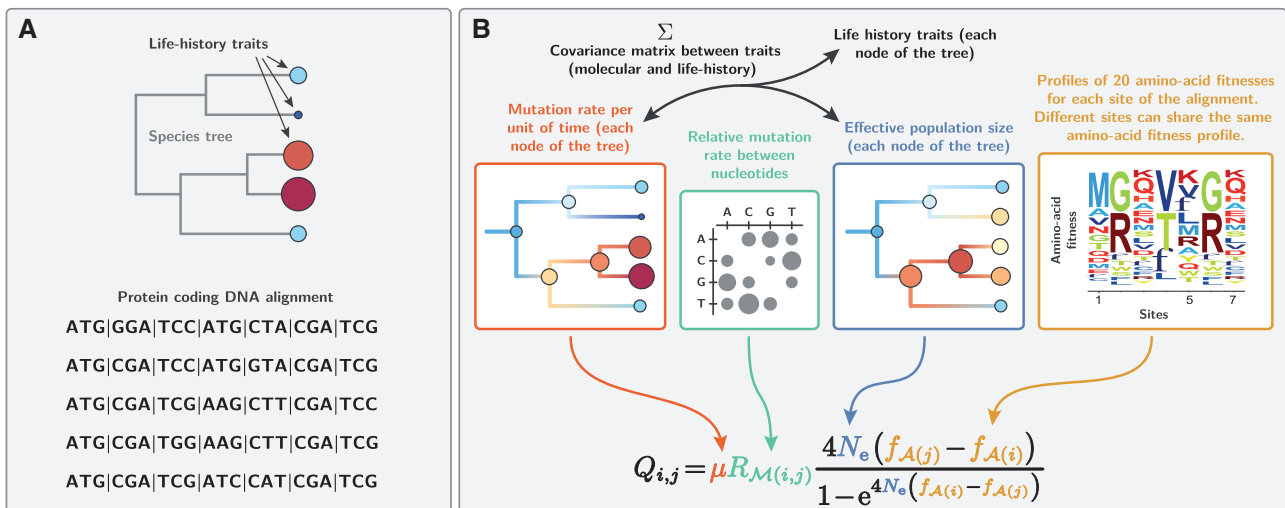 A
Life-history traits
Species tree
Protein coding DNA alignment
ATG|GGA|TCC|ATG|CTA|CGA|TCG
ATG|CGA|TCC|ATG|GTA|CGA|TCG
ATG|CGA|TCG|AAG|CTT|CGA|TCC
ATG|CGA|TGG|AAG|CTT|CGA|TCG
ATG|CGA|TCG|ATC|CAT|CGA|TCG
B
Σ
Covariance matrix between traits
(molecular and life-history)
Life history traits (each
node of the tree)
Mutation rate per
unit of time (each
node of the tree)
Relative mutation
rate between
nucleotides
A C G T
A
C
G
T
Effective population size
(each node of the tree)
Profiles of 20 amino-acid fitnesses
for each site of the alignment.
Different sites can share the same
amino-acid fitness profile.
Amino-acid
fitness
M G V G
R T R
1 5 7
Sites
Q_{i,j} = μR_{ℳ(i,j)} 4N_e(f_{𝒜(j)} − f_{𝒜(i)}) / 1−e^{4N_e(f_{𝒜(i)} − f_{𝒜(j)})}